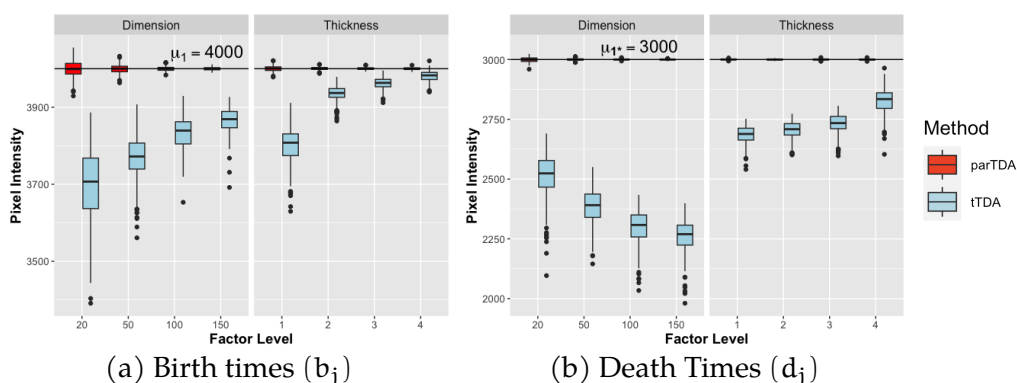 Dimension Thickness
μ₁ = 4000
3900
3700
3500
Pixel Intensity
20 50 100 150 1 2 3 4
Factor Level
(a) Birth times (bⱼ)
Dimension Thickness
μ₁* = 3000
3000
2750
2500
2250
2000
Pixel Intensity
20 50 100 150 1 2 3 4
Factor Level
(b) Death Times (dⱼ)
Method
parTDA
tTDA